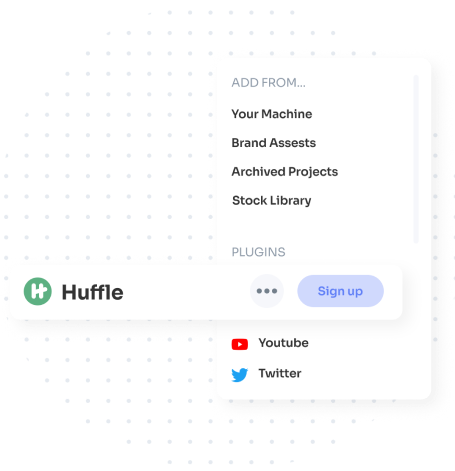 ADD FROM...
Your Machine
Brand Assests
Archived Projects
Stock Library
PLUGINS
Huffle
Sign up
Youtube
Twitter